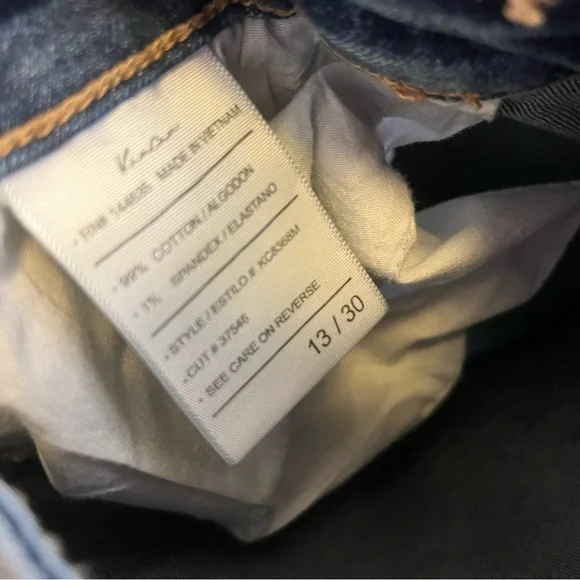 KanCan
• RN# 144635 MADE IN VIETNAM
• 99% COTTON / ALGODON
• 1% SPANDEX / ELASTANO
• STYLE / ESTILO # KC8368M
• CUT # 37546
• SEE CARE ON REVERSE
13 / 30